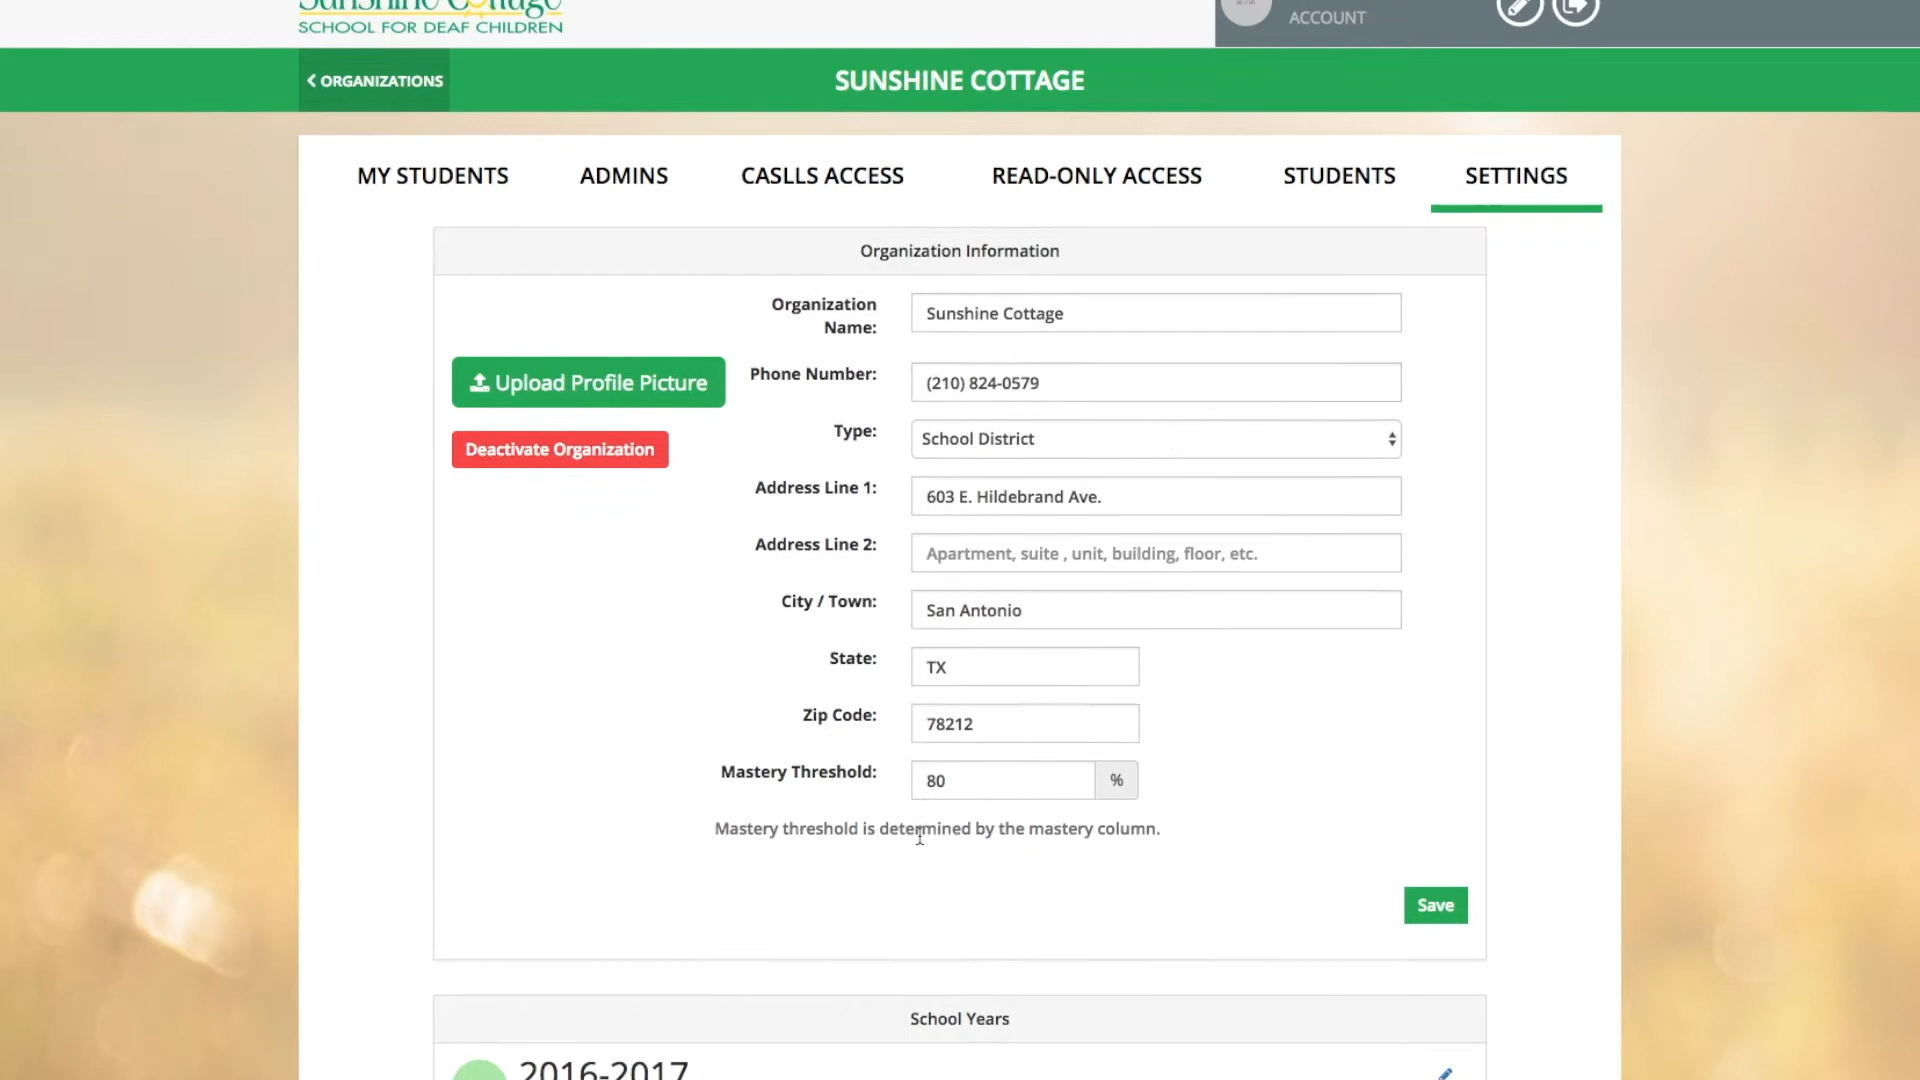 Sunshine Cottage
SCHOOL FOR DEAF CHILDREN
ACCOUNT
ORGANIZATIONS
SUNSHINE COTTAGE
MY STUDENTS ADMINS CASLLS ACCESS READ-ONLY ACCESS STUDENTS SETTINGS
Organization Information
Organization
Name:
Sunshine Cottage
Upload Profile Picture
Phone Number:
(210) 824-0579
Deactivate Organization
Type:
School District
Address Line 1:
603 E. Hildebrand Ave.
Address Line 2:
Apartment, suite , unit, building, floor, etc.
City / Town:
San Antonio
State:
TX
Zip Code:
78212
Mastery Threshold:
80 %
Mastery threshold is determined by the mastery column.
Save
School Years
2016-2017